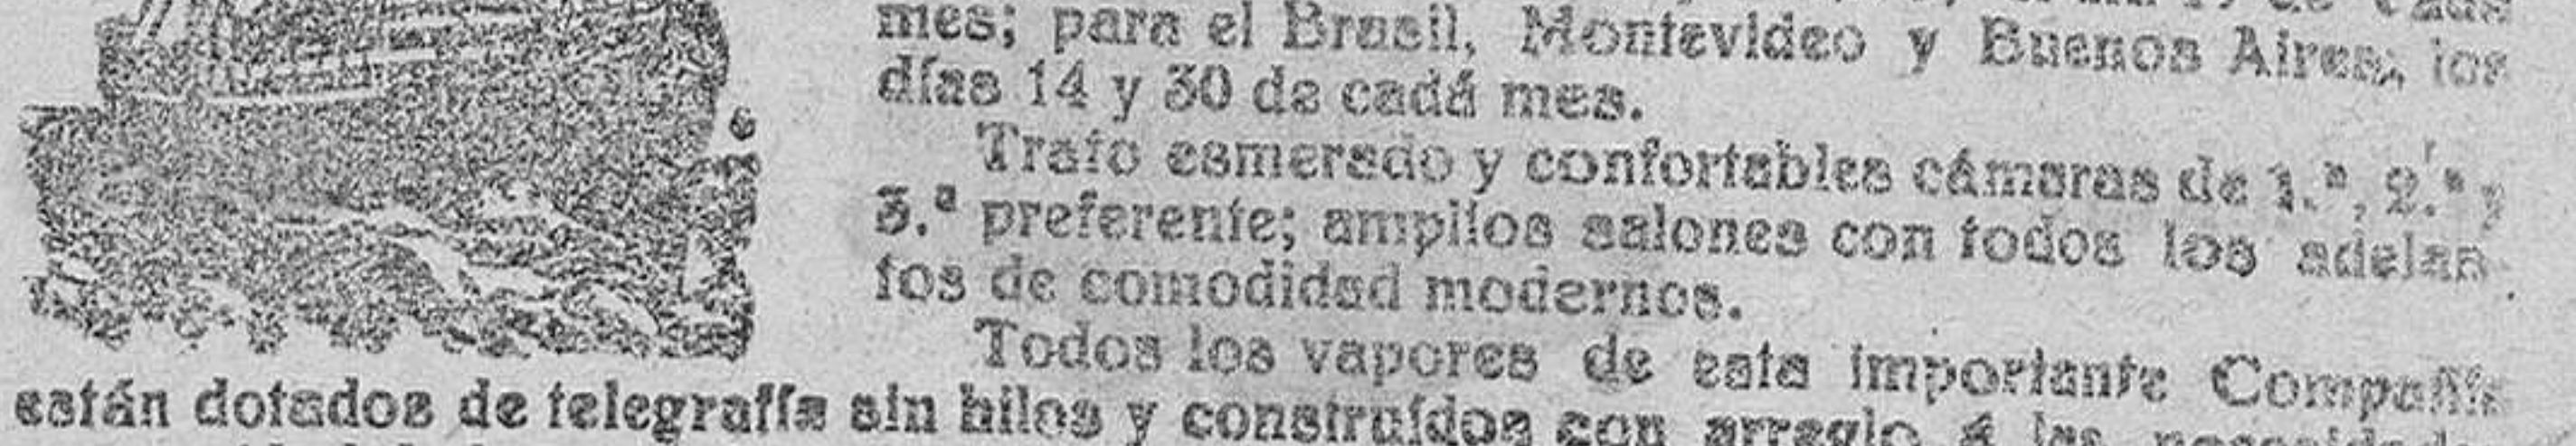 mes; para el Brasil, Montevideo y Buenos Aires, los
días 14 y 30 de cadá mes.
Trato esmerado y confortables cámaras de 1.ª, 2.ª y
3.ª preferente; amplios salones con todos los adelan-
tos de comodidad modernos.
Todos los vapores de esta importante Compañía
están dotados de telegrafía sin hilos y construídos con arreglo á las